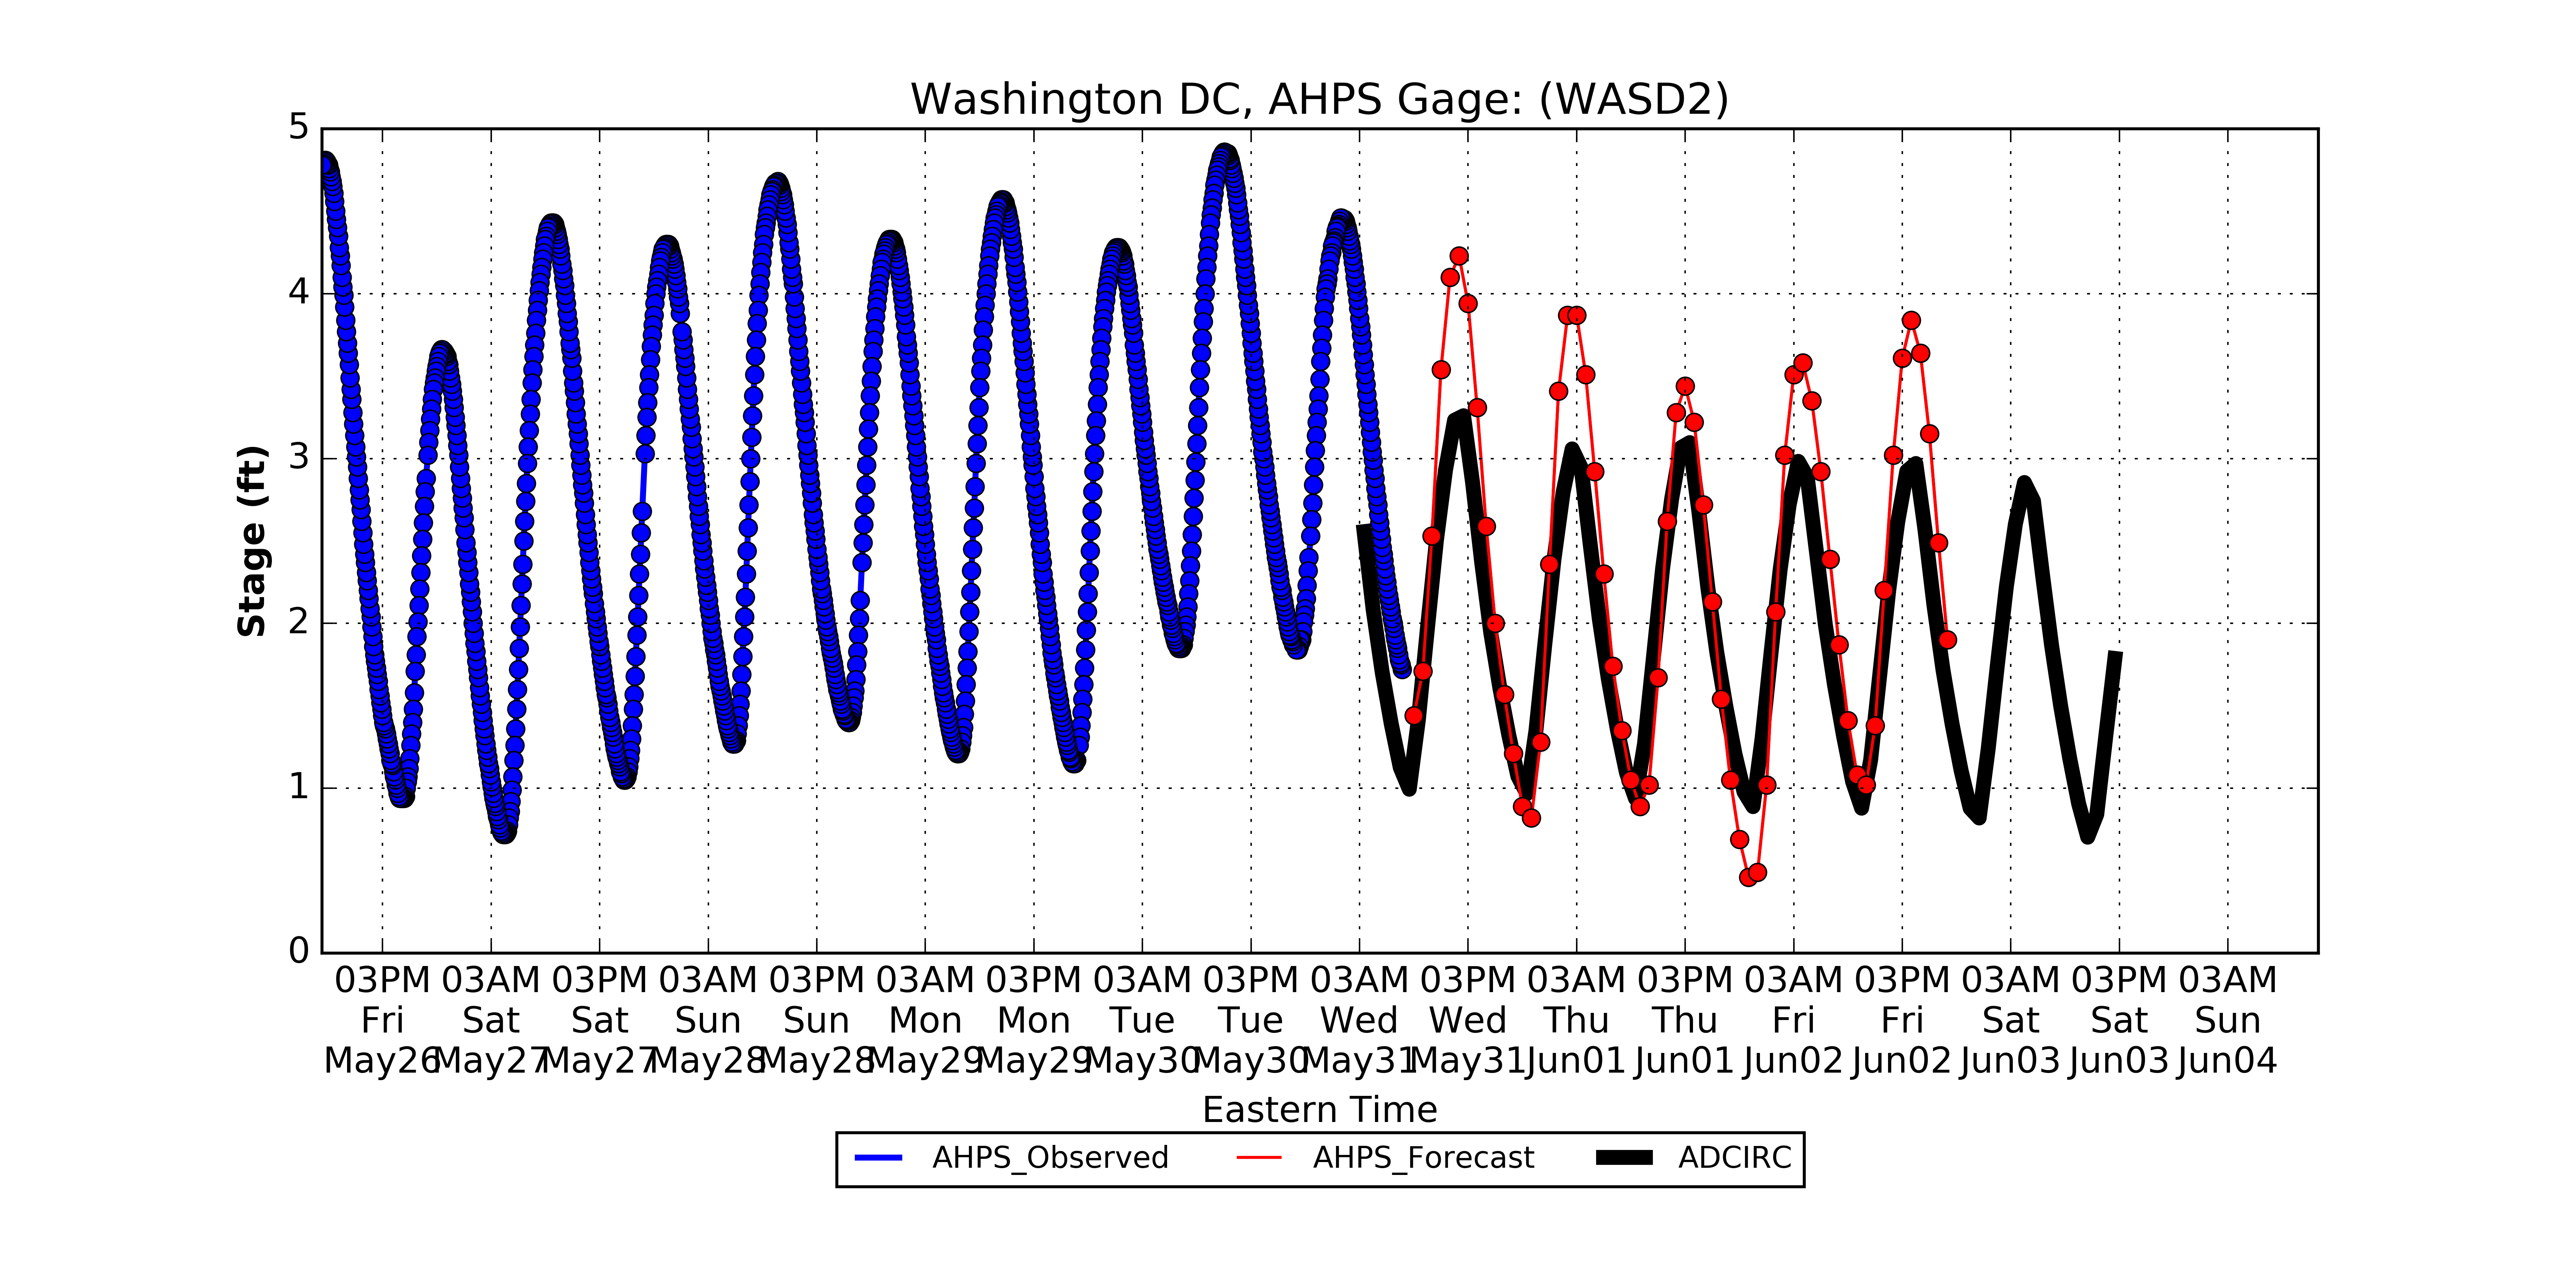 Washington DC, AHPS Gage: (WASD2)
5
4
3
2
1
0
Stage (ft)
03PM 03AM 03PM 03AM 03PM 03AM 03PM 03AM 03PM 03AM 03PM 03AM 03PM 03AM 03PM 03AM 03PM 03AM
Fri Sat Sat Sun Sun Mon Mon Tue Tue Wed Wed Thu Thu Fri Fri Sat Sat Sun
May26 May27 May27 May28 May28 May29 May29 May30 May30 May31 May31 Jun01 Jun01 Jun02 Jun02 Jun03 Jun03 Jun04
Eastern Time
AHPS_Observed AHPS_Forecast ADCIRC